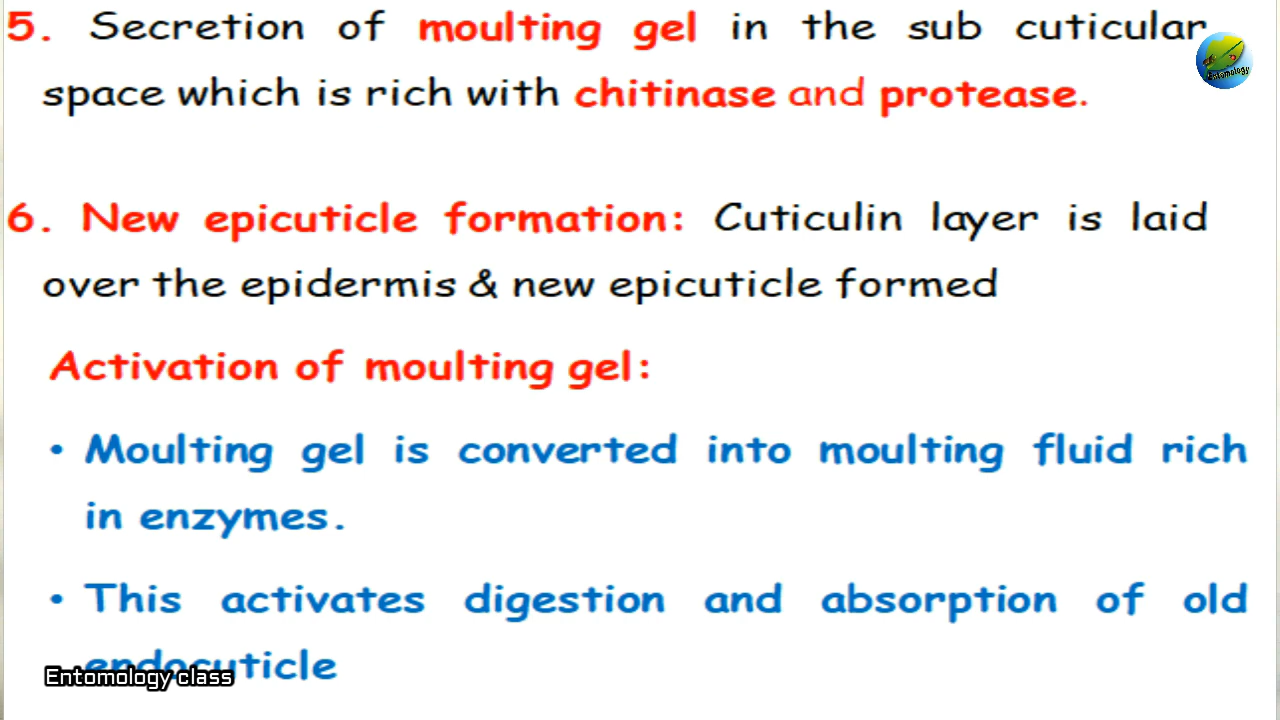 5. Secretion of moulting gel in the sub cuticular
space which is rich with chitinase and protease.
Entomology
6. New epicuticle formation: Cuticulin layer is laid
over the epidermis & new epicuticle formed
Activation of moulting gel:
• Moulting gel is converted into moulting fluid rich
in enzymes.
• This activates digestion and absorption of old
endocuticle
Entomology class